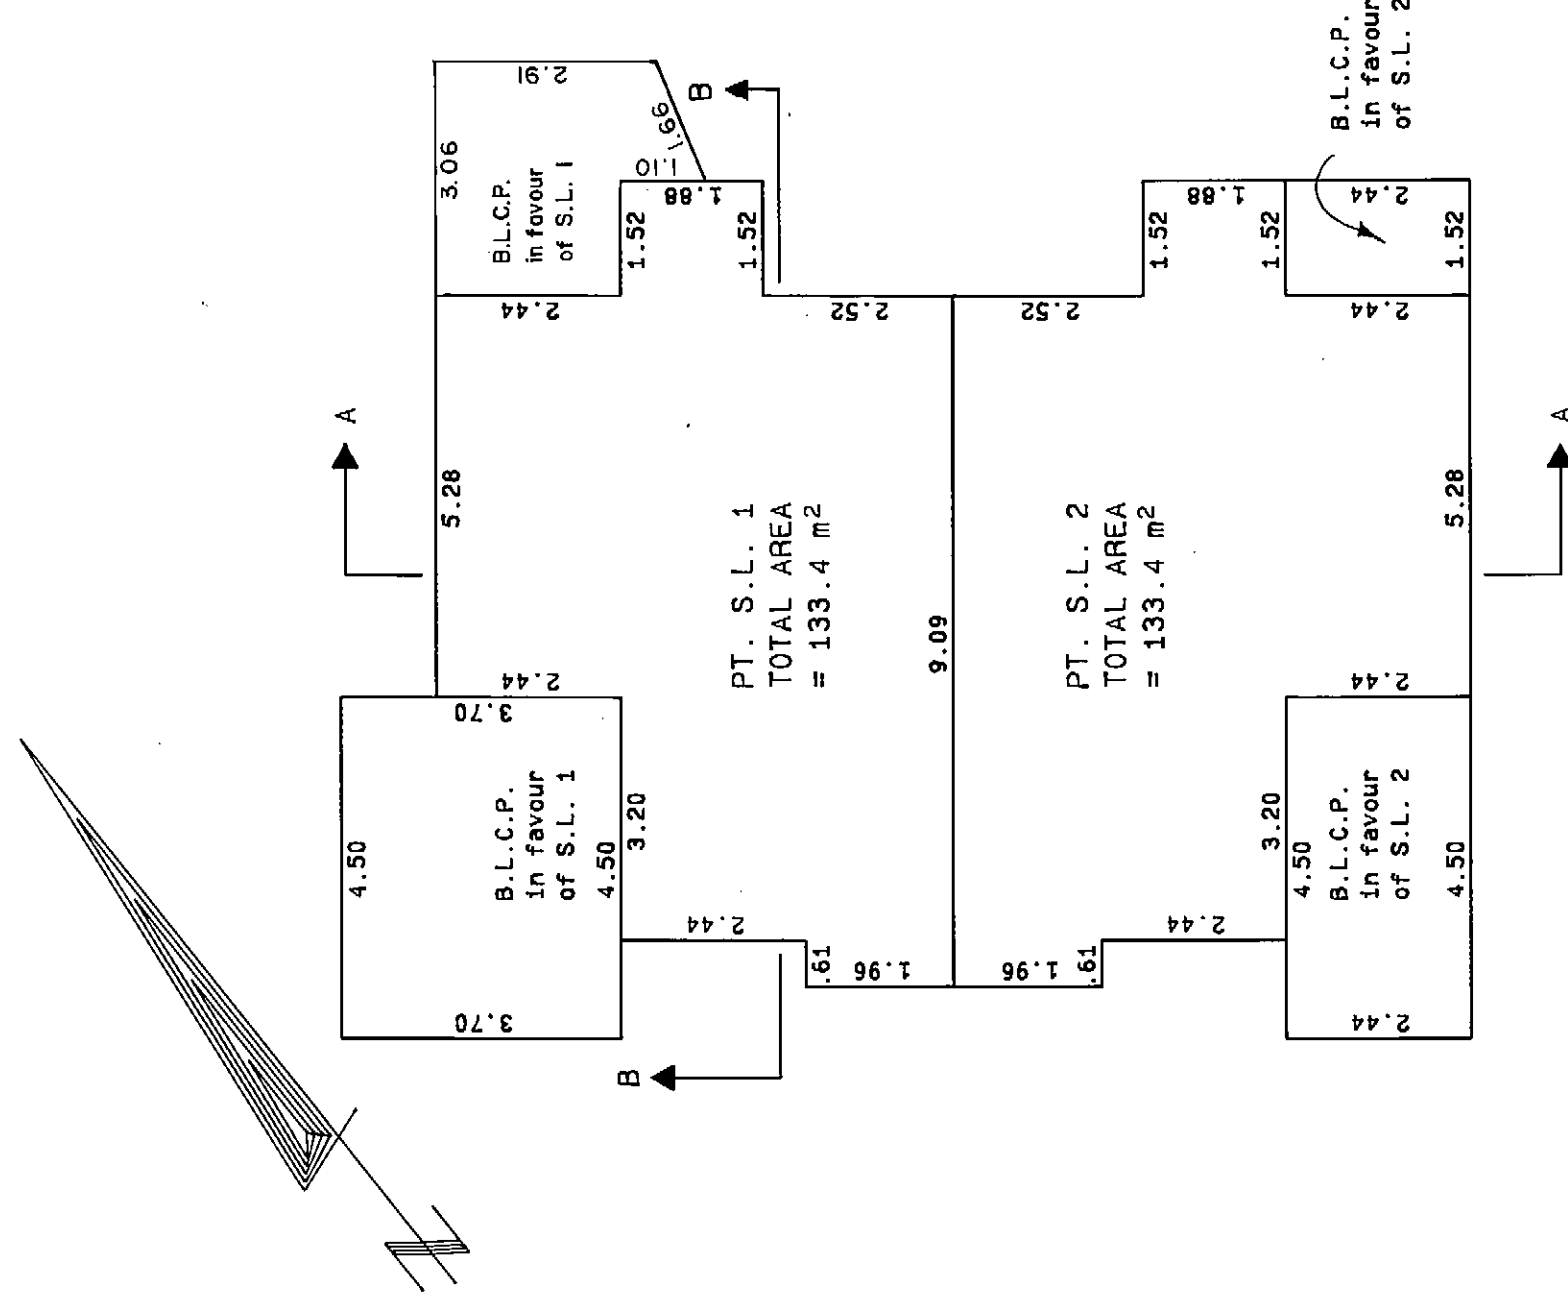 B.L.C.P.
in favour
of S.L. 2
2.91
1.66
B
3.06
1.10
B.L.C.P.
in favour
of S.L. 1
1.88
1.52
1.52
2.44
2.52
2.52
1.52
1.88
1.52
2.44
1.52
2.44
A
5.28
PT. S.L. 1
TOTAL AREA
= 133.4 m²
9.09
PT. S.L. 2
TOTAL AREA
= 133.4 m²
5.28
A
2.44
3.70
4.50
B.L.C.P.
in favour
of S.L. 1
4.50
3.20
2.44
.61
1.96
1.96
.61
2.44
3.20
4.50
B.L.C.P.
in favour
of S.L. 2
4.50
2.44
3.70
2.44
B
N